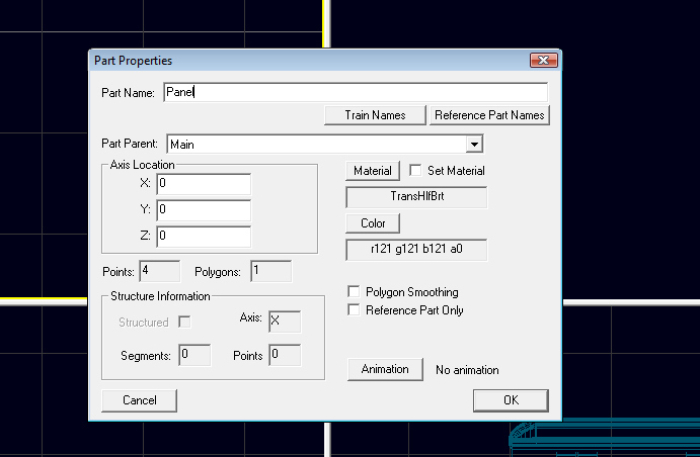 Part Properties
Part Name: Panel
Train Names Reference Part Names
Part Parent: Main
Axis Location
X: 0
Y: 0
Z: 0
Material Set Material
TransHlfBrt
Color
r121 g121 b121 a0
Points: 4 Polygons: 1
Structure Information
Structured Axis: X
Segments: 0 Points 0
Polygon Smoothing
Reference Part Only
Animation No animation
Cancel OK